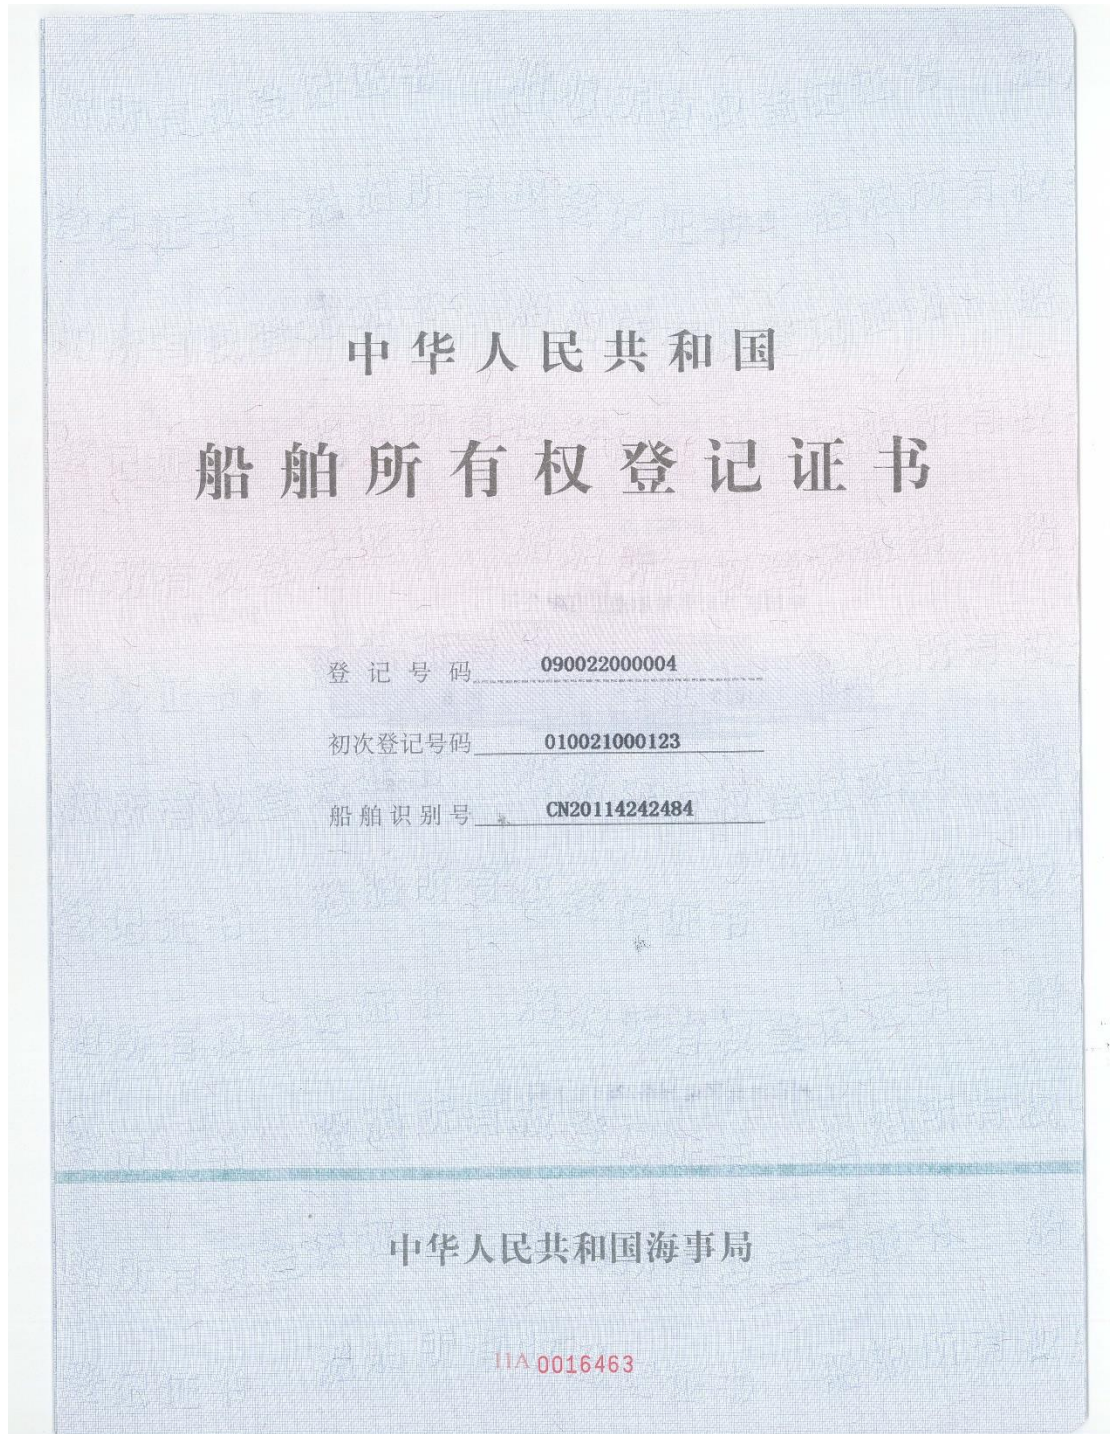 中华人民共和国
船舶所有权登记证书
登记号码 090022000004
初次登记号码 010021000123
船舶识别号 CN20114242484
中华人民共和国海事局
IIA 0016463